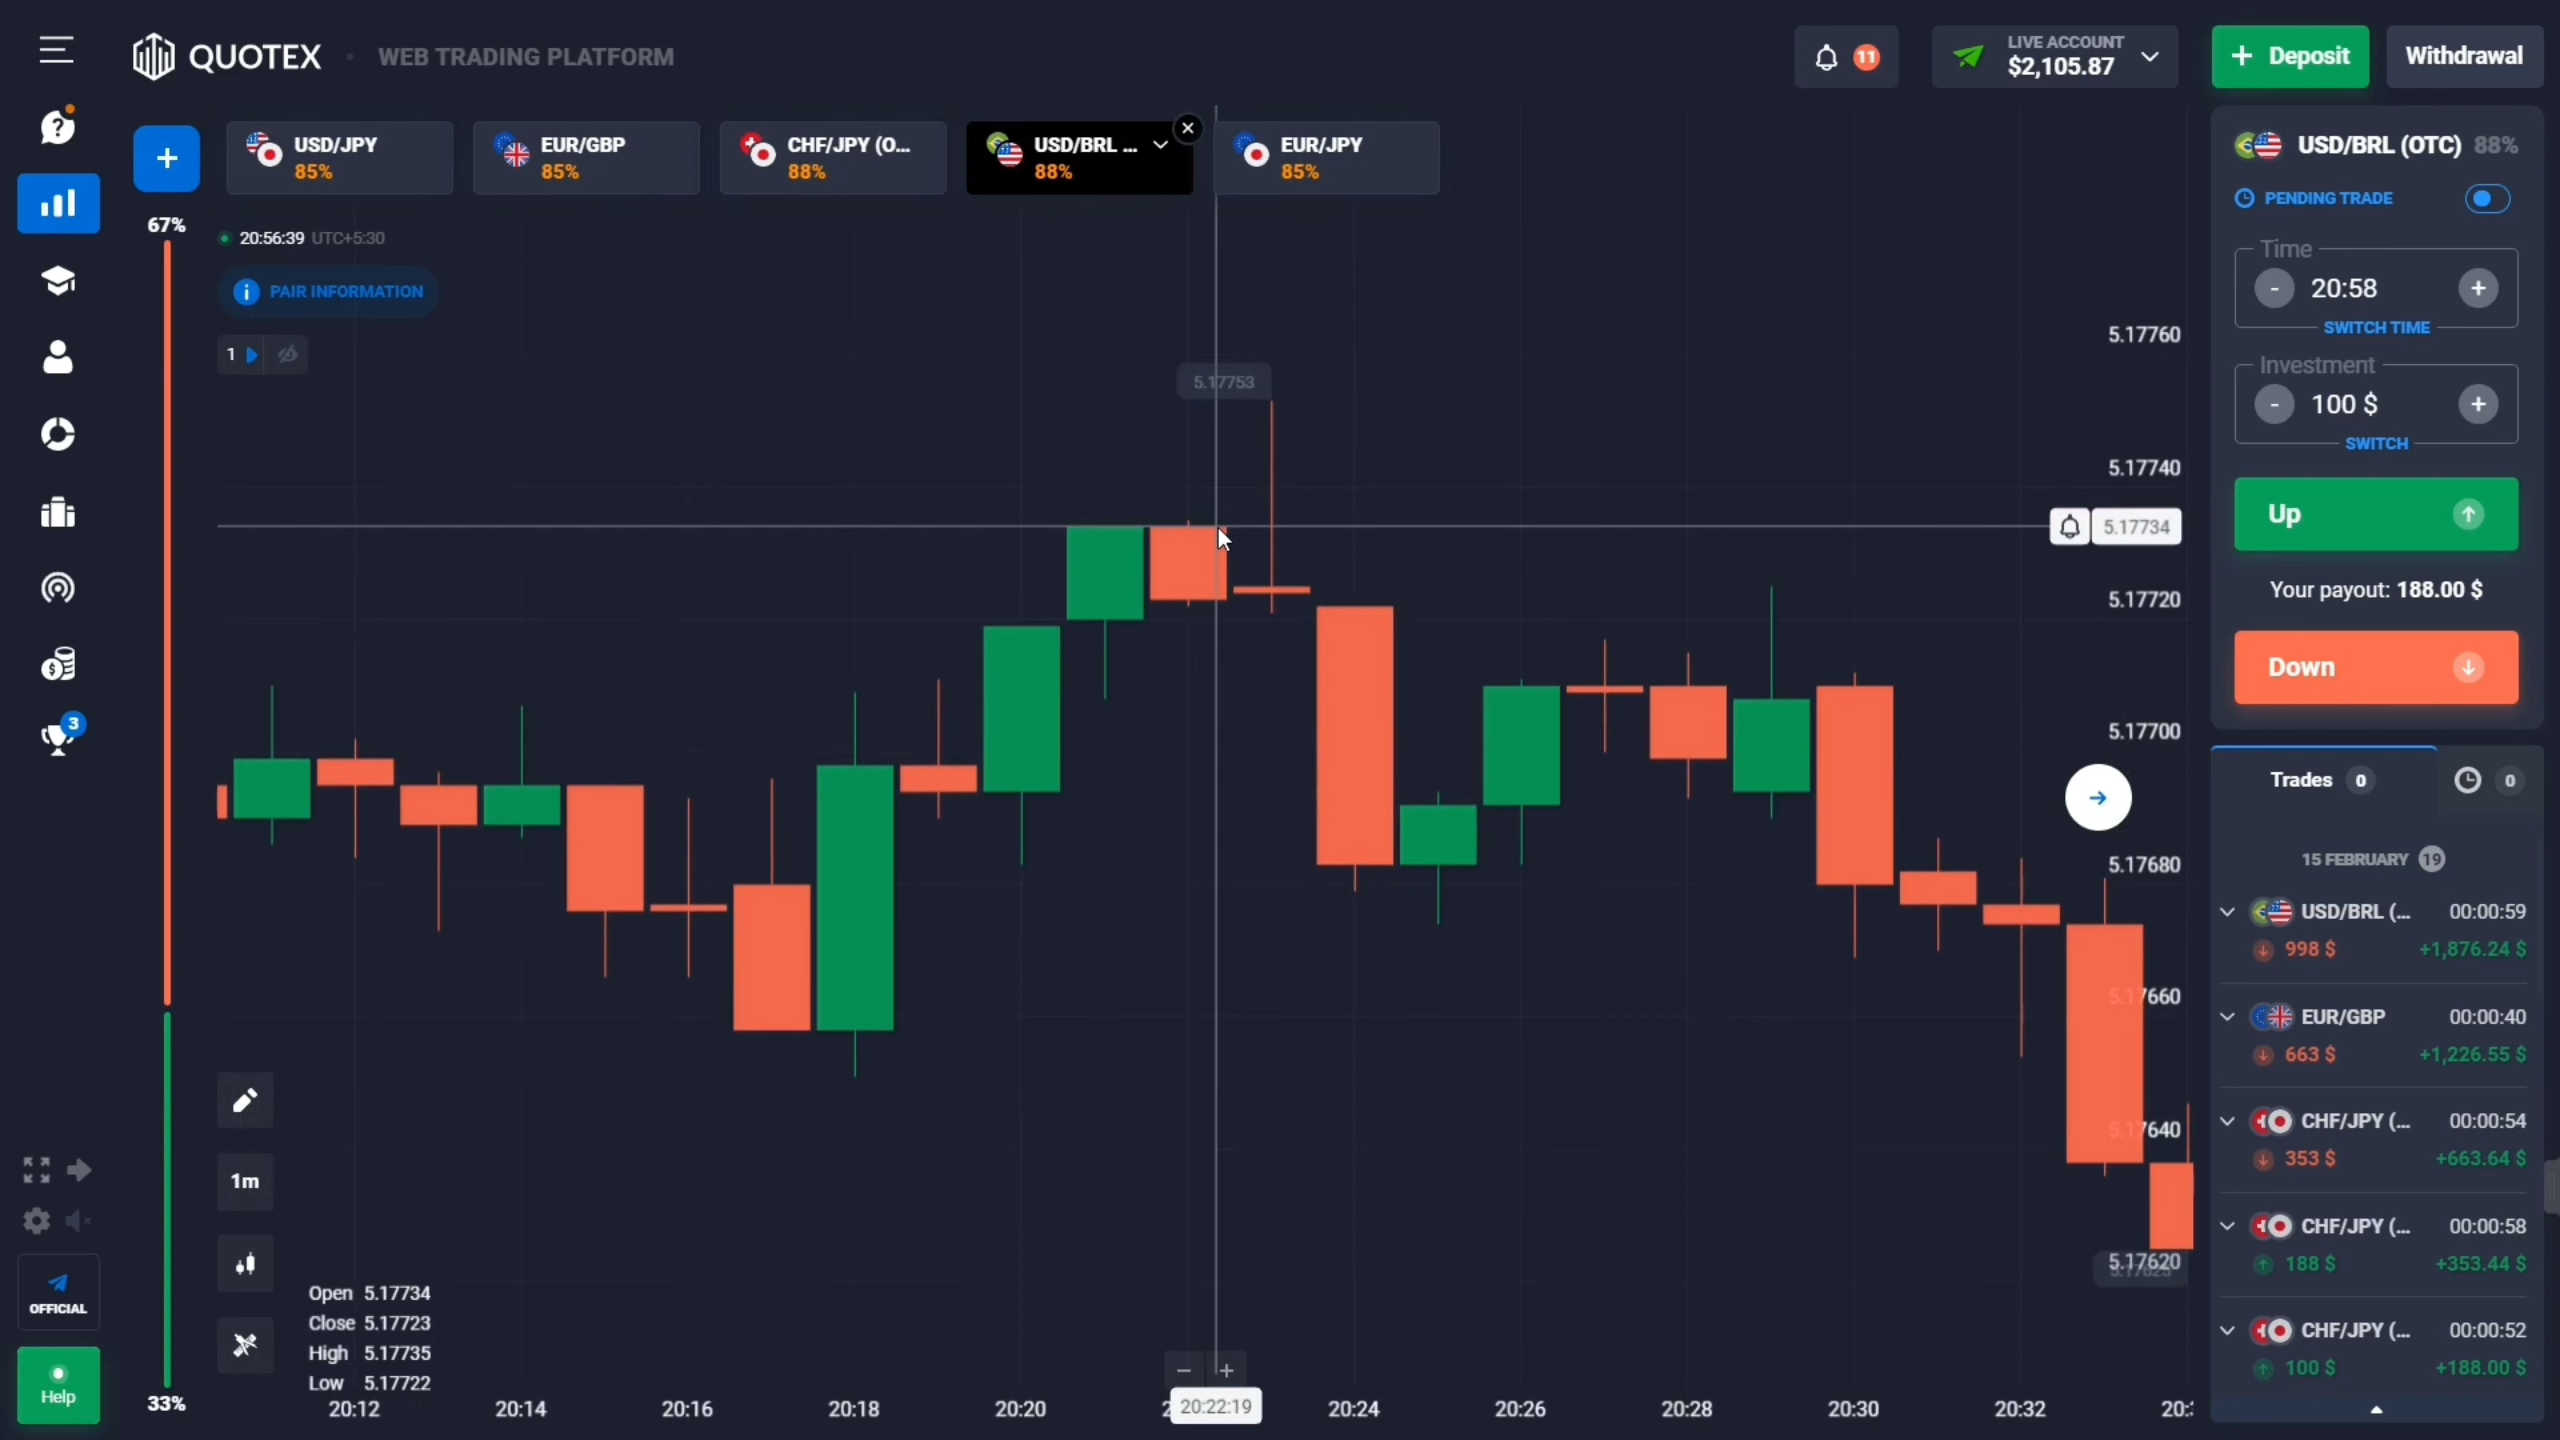 QUOTEX
WEB TRADING PLATFORM
11
LIVE ACCOUNT
$2,105.87
+ Deposit
Withdrawal
+
USD/JPY
85%
EUR/GBP
85%
CHF/JPY (O...
88%
USD/BRL ...
88%
EUR/JPY
85%
67%
20:56:39 UTC+5:30
PAIR INFORMATION
1
5.17753
5.17760
5.17740
5.17734
5.17720
5.17700
5.17680
5.17660
5.17640
5.17620
1m
Open 5.17734
Close 5.17723
High 5.17735
Low 5.17722
33%
20:12
20:14
20:16
20:18
20:20
20:22:19
20:24
20:26
20:28
20:30
20:32
3
OFFICIAL
Help
USD/BRL (OTC) 88%
PENDING TRADE
Time
- 20:58 +
SWITCH TIME
Investment
- 100 $ +
SWITCH
Up
Your payout: 188.00 $
Down
Trades 0
0
15 FEBRUARY 19
USD/BRL (... 00:00:59
998 $ +1,876.24 $
EUR/GBP 00:00:40
663 $ +1,226.55 $
CHF/JPY (... 00:00:54
353 $ +663.64 $
CHF/JPY (... 00:00:58
188 $ +353.44 $
CHF/JPY (... 00:00:52
100 $ +188.00 $